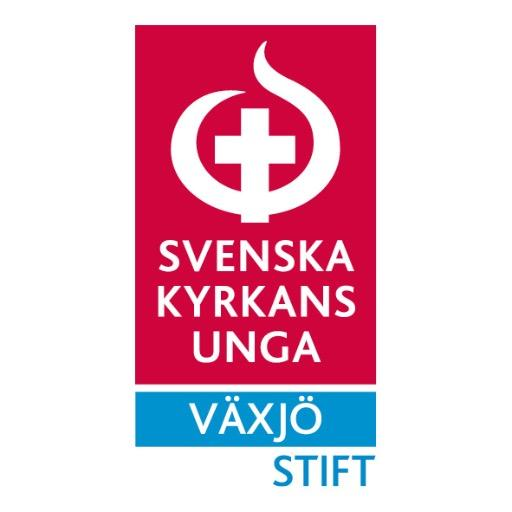 SVENSKA
KYRKANS
UNGA
VÄXJÖ
STIFT